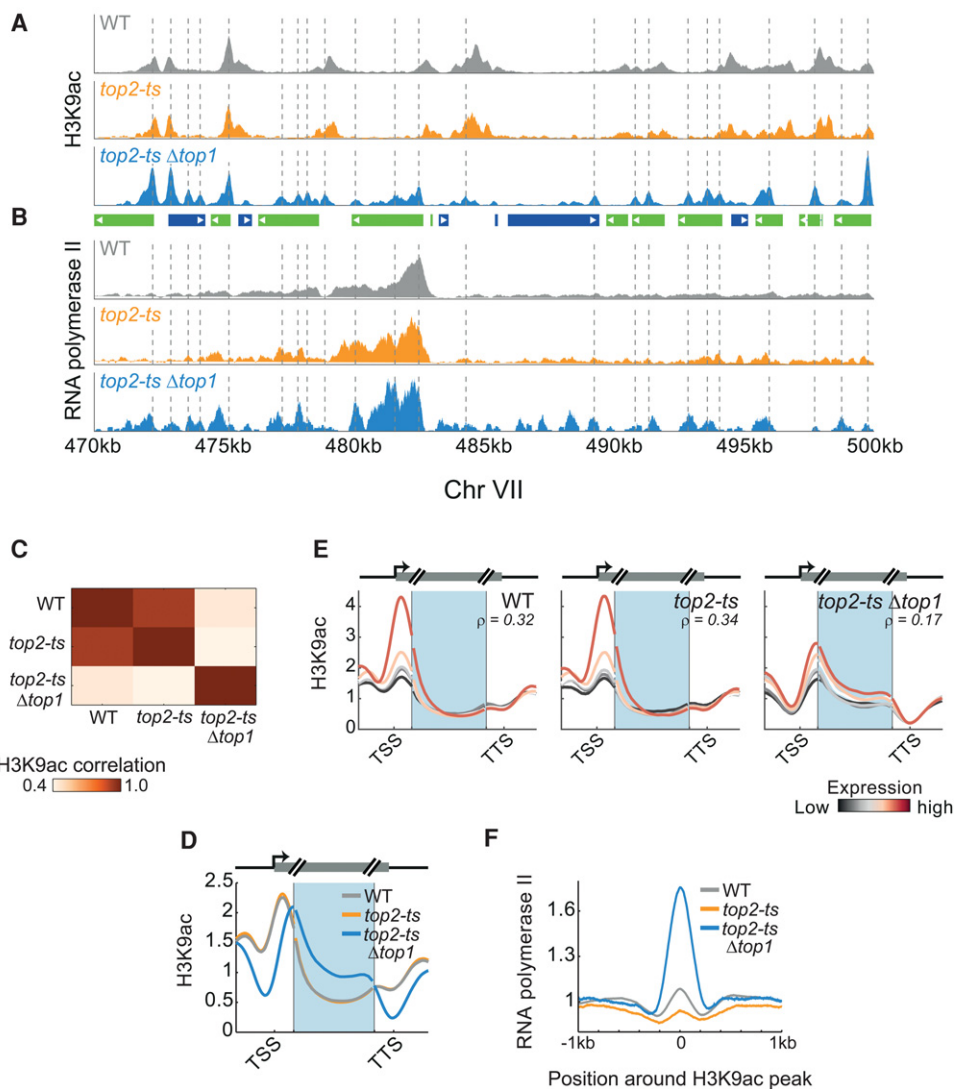 A
WT
top2-ts
top2-ts Δtop1
H3K9ac
B
WT
top2-ts
top2-ts Δtop1
RNA polymerase II
470kb 475kb 480kb 485kb 490kb 495kb 500kb
Chr VII
C
WT
top2-ts
top2-ts
Δtop1
WT top2-ts top2-ts
Δtop1
H3K9ac correlation
0.4 1.0
E
WT
ρ = 0.32
top2-ts
ρ = 0.34
top2-ts Δtop1
ρ = 0.17
H3K9ac
4
3
2
1
0
TSS TTS TSS TTS TSS TTS
Expression
Low high
D
2.5
2
1.5
1
0.5
0
H3K9ac
WT
top2-ts
top2-ts
Δtop1
TSS TTS
F
RNA polymerase II
1.6
1.3
1
WT
top2-ts
top2-ts
Δtop1
-1kb 0 1kb
Position around H3K9ac peak